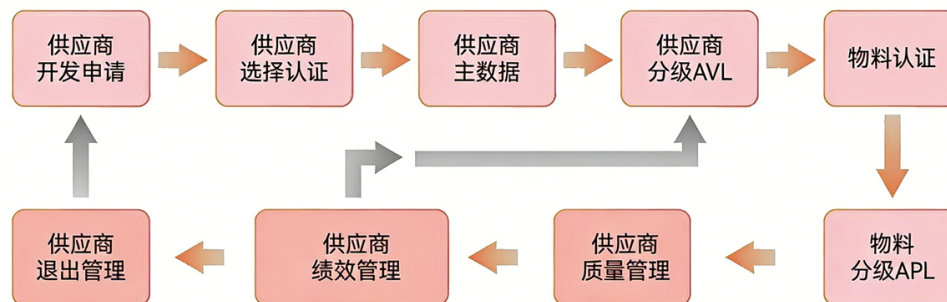 供应商
开发申请
供应商
选择认证
供应商
主数据
供应商
分级AVL
物料认证
供应商
退出管理
供应商
绩效管理
供应商
质量管理
物料
分级APL